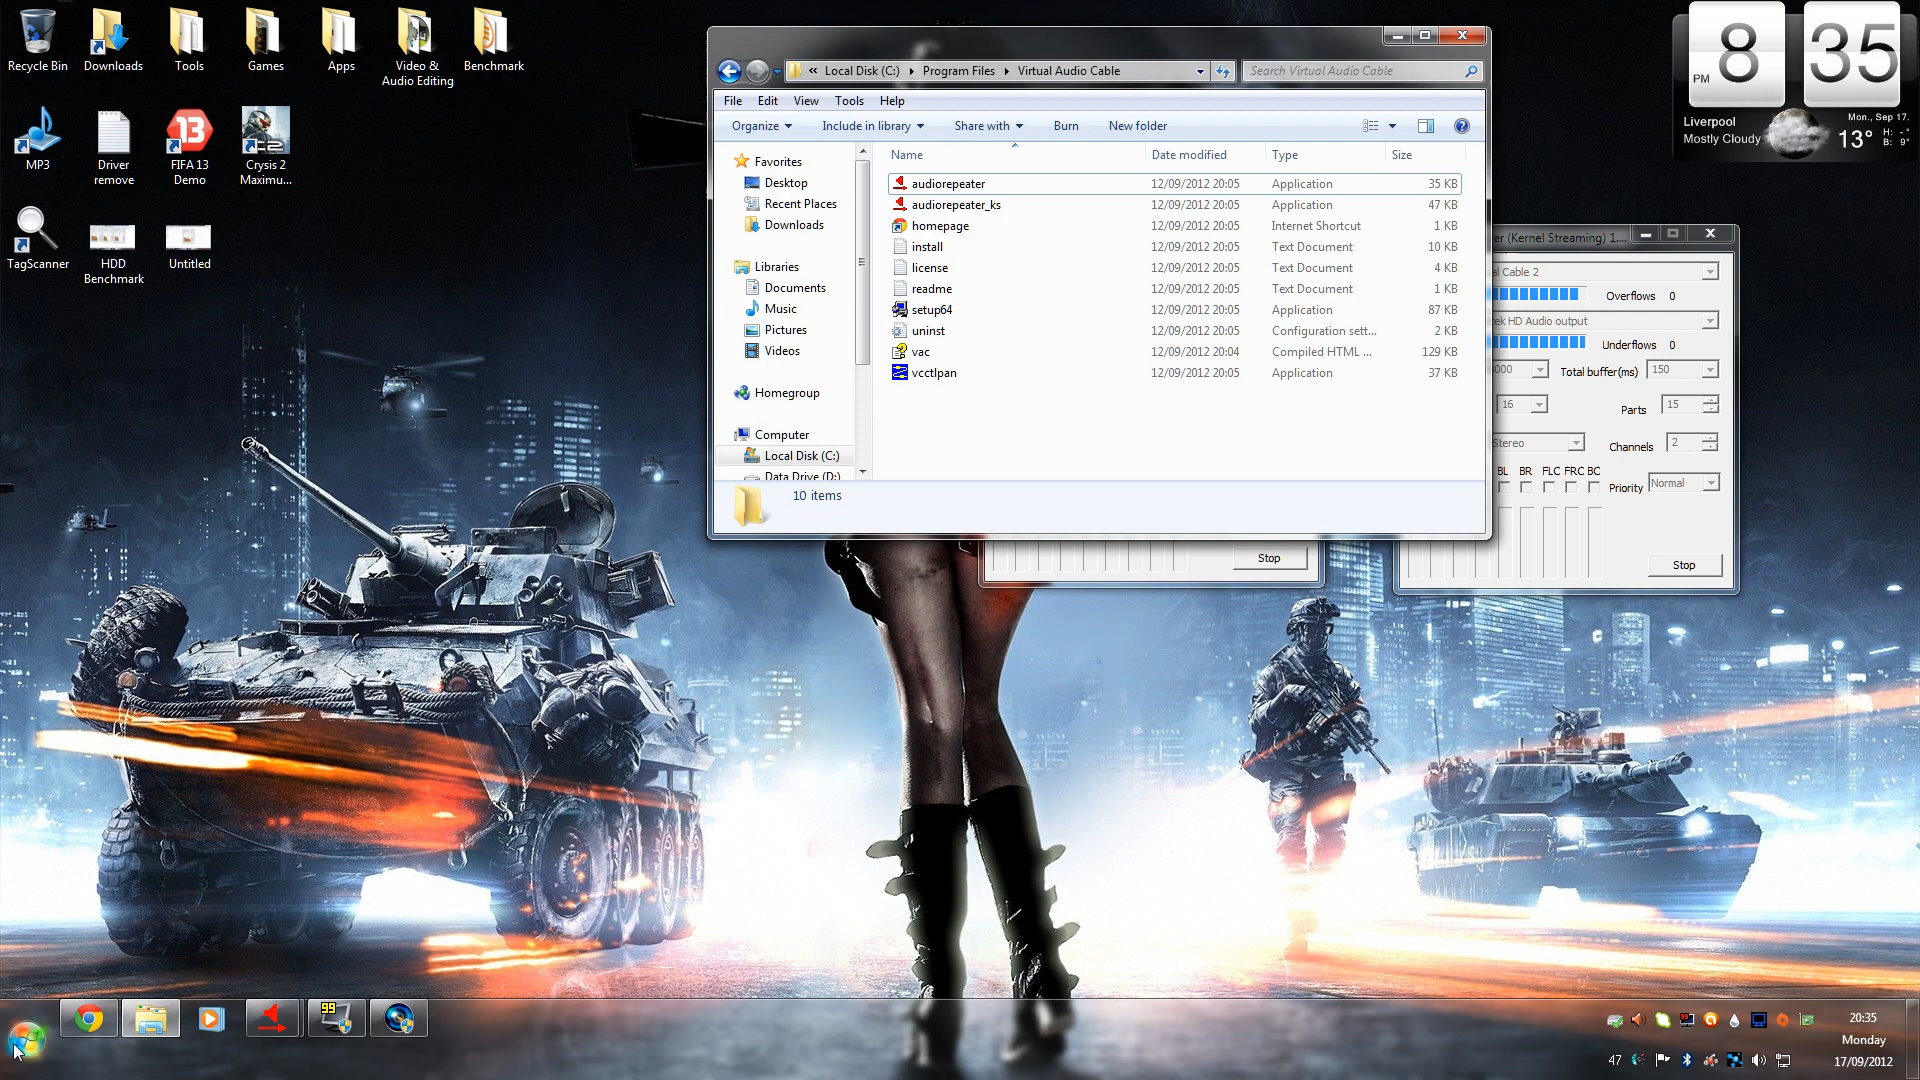 Recycle Bin
Downloads
Tools
Games
Apps
Video & Audio Editing
Benchmark
MP3
Driver remove
FIFA 13 Demo
Crysis 2 Maximu...
TagScanner
HDD Benchmark
Untitled
« Local Disk (C:) Program Files Virtual Audio Cable
Search Virtual Audio Cable
File Edit View Tools Help
Organize Include in library Share with Burn New folder
Favorites
Desktop
Recent Places
Downloads
Libraries
Documents
Music
Pictures
Videos
Homegroup
Computer
Local Disk (C:)
Data Drive (D:)
Name Date modified Type Size
audiorepeater 12/09/2012 20:05 Application 35 KB
audiorepeater_ks 12/09/2012 20:05 Application 47 KB
homepage 12/09/2012 20:05 Internet Shortcut 1 KB
install 12/09/2012 20:05 Text Document 10 KB
license 12/09/2012 20:05 Text Document 4 KB
readme 12/09/2012 20:05 Text Document 1 KB
setup64 12/09/2012 20:05 Application 87 KB
uninst 12/09/2012 20:05 Configuration sett... 2 KB
vac 12/09/2012 20:04 Compiled HTML ... 129 KB
vcctlpan 12/09/2012 20:05 Application 37 KB
10 items
Stop
er (Kernel Streaming) 1....
al Cable 2
Overflows 0
tek HD Audio output
Underflows 0
000 Total buffer(ms) 150
16 Parts 15
Stereo Channels 2
BL BR FLC FRC BC
Priority Normal
Stop
PM 8 35
Liverpool
Mostly Cloudy
Mon., Sep 17.
13°
H: -°
B: 9°
13
99
47
20:35
Monday
17/09/2012